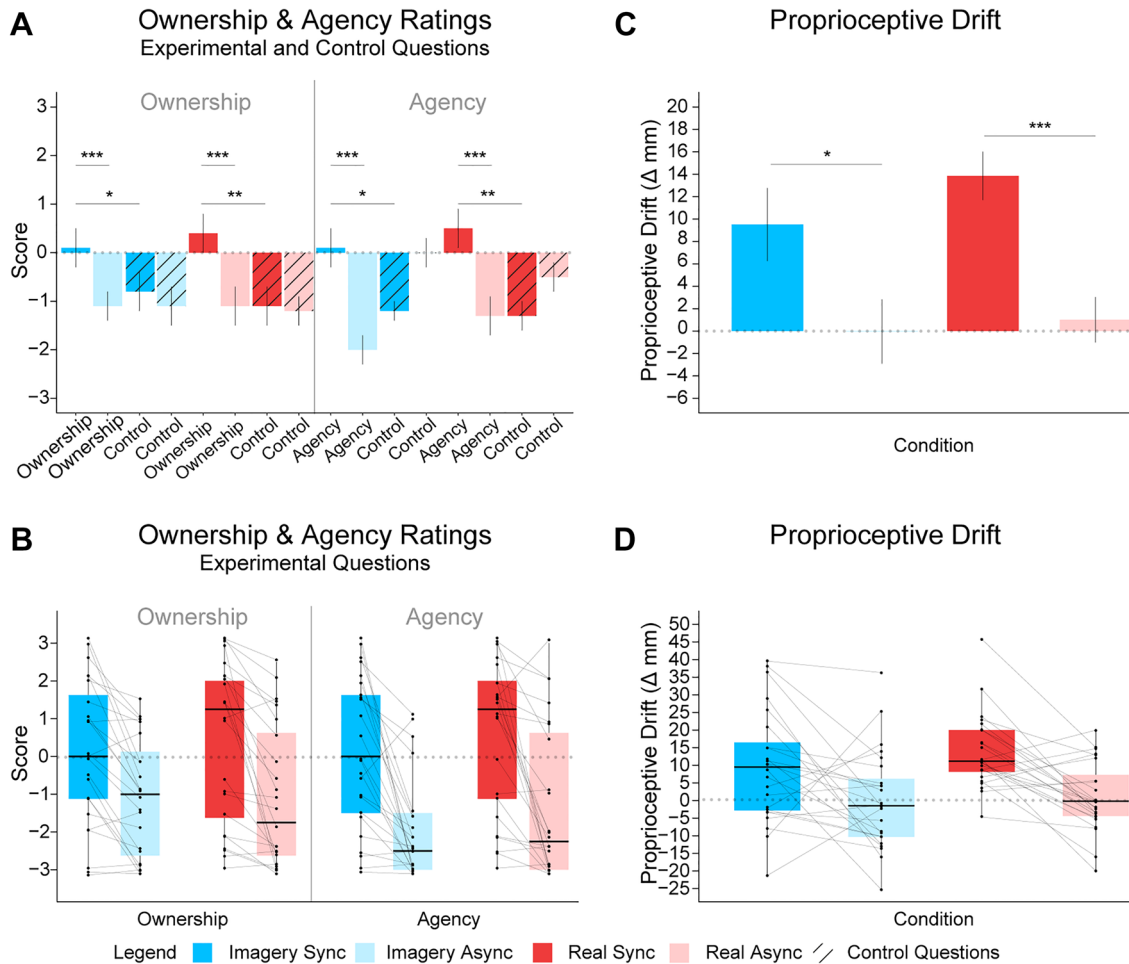 A
Ownership & Agency Ratings
Experimental and Control Questions
Ownership
Agency
Score
3
2
1
0
−1
−2
−3
***
*
***
**
***
*
***
**
Ownership
Ownership
Control
Control
Ownership
Ownership
Control
Control
Agency
Agency
Control
Control
Agency
Agency
Control
Control
C
Proprioceptive Drift
Proprioceptive Drift (Δ mm)
20
18
16
14
12
10
8
6
4
2
0
−2
−4
−6
*
***
Condition
B
Ownership & Agency Ratings
Experimental Questions
Ownership
Agency
Score
3
2
1
0
−1
−2
−3
Ownership
Agency
D
Proprioceptive Drift
Proprioceptive Drift (Δ mm)
50
45
40
35
30
25
20
15
10
5
0
−5
−10
−15
−20
−25
Condition
Legend Imagery Sync Imagery Async Real Sync Real Async Control Questions